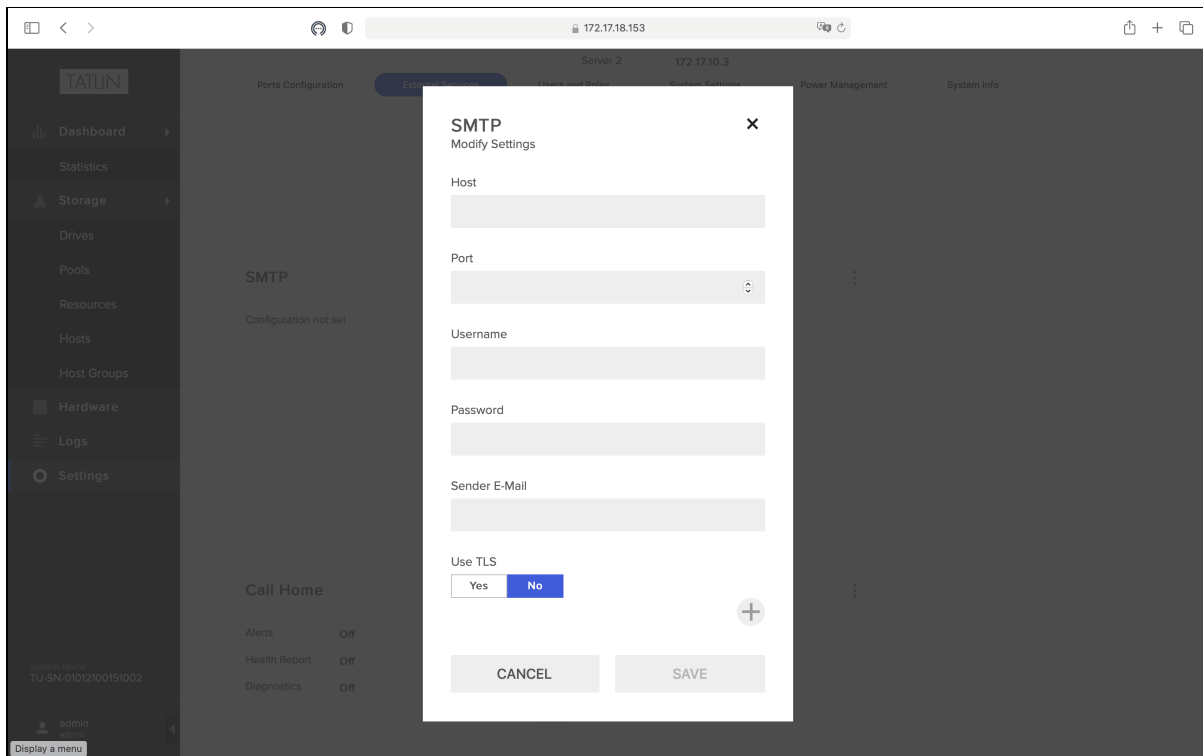 172.17.18.153
TATLIN
Dashboard
Statistics
Storage
Drives
Pools
Resources
Hosts
Host Groups
Hardware
Logs
Settings
System Name
TU-SN-01012100151002
admin
admin
Display a menu
Server 2 172.17.10.3
Ports Configuration
External Services
Users and Roles
System Settings
Power Management
System Info
SMTP
Configuration not set
Call Home
Alerts Off
Health Report Off
Diagnostics Off
SMTP
Modify Settings
Host
Port
Username
Password
Sender E-Mail
Use TLS
Yes No
CANCEL SAVE